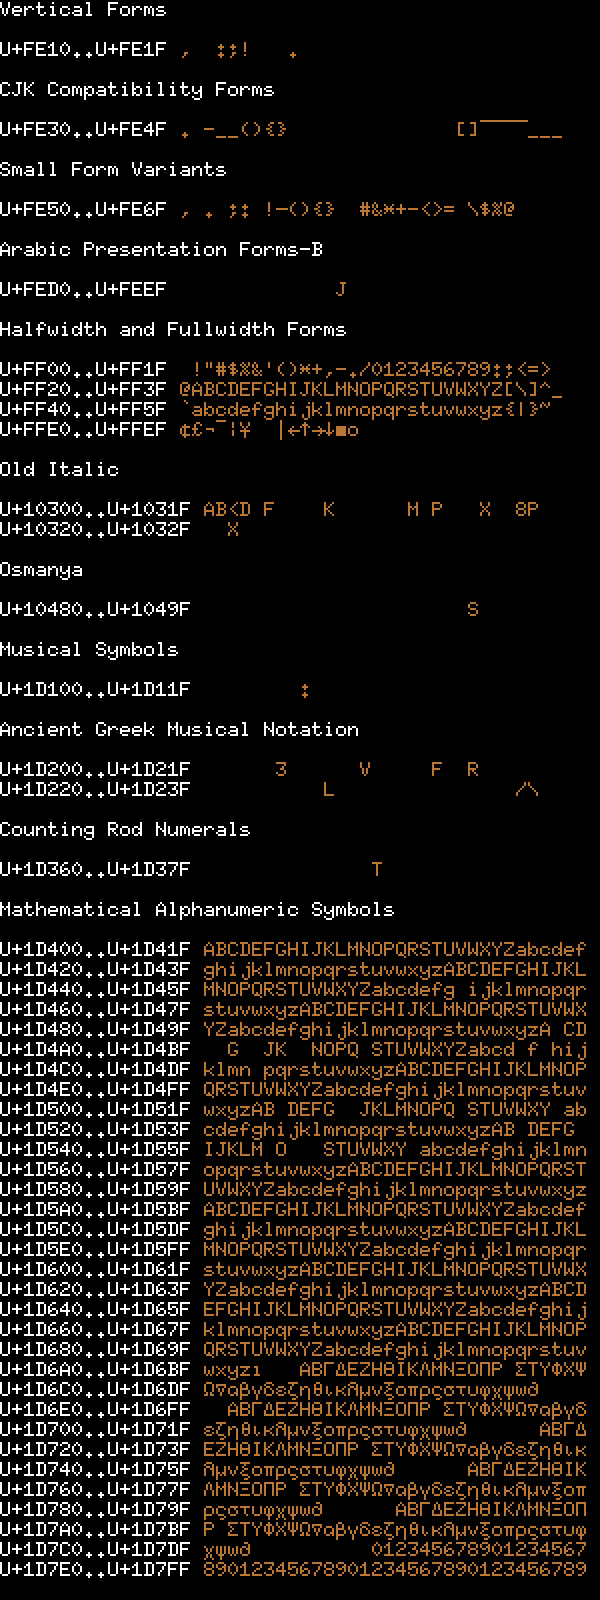 Vertical Forms
U+FE10..U+FE1F ,  :;!   .
CJK Compatibility Forms
U+FE30..U+FE4F . -__(){}              []‾‾‾‾___
Small Form Variants
U+FE50..U+FE6F , . ;: !-(){}  #&*+-<>= \$%@
Arabic Presentation Forms-B
U+FED0..U+FEEF              J
Halfwidth and Fullwidth Forms
U+FF00..U+FF1F  !"#$%&'()*+,-./0123456789:;<=>
U+FF20..U+FF3F @ABCDEFGHIJKLMNOPQRSTUVWXYZ[\]^_
U+FF40..U+FF5F `abcdefghijklmnopqrstuvwxyz{|}~
U+FFE0..U+FFEF ¢£¬¯¦¥  |←↑→↓■o
Old Italic
U+10300..U+1031F AB<D F    K      M P   X  8P
U+10320..U+1032F   X
Osmanya
U+10480..U+1049F                       S
Musical Symbols
U+1D100..U+1D11F         :
Ancient Greek Musical Notation
U+1D200..U+1D21F       3      V     F  R
U+1D220..U+1D23F           L               /\
Counting Rod Numerals
U+1D360..U+1D37F               T
Mathematical Alphanumeric Symbols
U+1D400..U+1D41F ABCDEFGHIJKLMNOPQRSTUVWXYZabcdef
U+1D420..U+1D43F ghijklmnopqrstuvwxyzABCDEFGHIJKL
U+1D440..U+1D45F MNOPQRSTUVWXYZabcdefg ijklmnopqr
U+1D460..U+1D47F stuvwxyzABCDEFGHIJKLMNOPQRSTUVWX
U+1D480..U+1D49F YZabcdefghijklmnopqrstuvwxyzA CD
U+1D4A0..U+1D4BF   G  JK  NOPQ STUVWXYZabcd f hij
U+1D4C0..U+1D4DF klmn pqrstuvwxyzABCDEFGHIJKLMNOP
U+1D4E0..U+1D4FF QRSTUVWXYZabcdefghijklmnopqrstuv
U+1D500..U+1D51F wxyzAB DEFG  JKLMNOPQ STUVWXY ab
U+1D520..U+1D53F cdefghijklmnopqrstuvwxyzAB DEFG
U+1D540..U+1D55F IJKLM O   STUVWXY abcdefghijklmn
U+1D560..U+1D57F opqrstuvwxyzABCDEFGHIJKLMNOPQRST
U+1D580..U+1D59F UVWXYZabcdefghijklmnopqrstuvwxyz
U+1D5A0..U+1D5BF ABCDEFGHIJKLMNOPQRSTUVWXYZabcdef
U+1D5C0..U+1D5DF ghijklmnopqrstuvwxyzABCDEFGHIJKL
U+1D5E0..U+1D5FF MNOPQRSTUVWXYZabcdefghijklmnopqr
U+1D600..U+1D61F stuvwxyzABCDEFGHIJKLMNOPQRSTUVWX
U+1D620..U+1D63F YZabcdefghijklmnopqrstuvwxyzABCD
U+1D640..U+1D65F EFGHIJKLMNOPQRSTUVWXYZabcdefghij
U+1D660..U+1D67F klmnopqrstuvwxyzABCDEFGHIJKLMNOP
U+1D680..U+1D69F QRSTUVWXYZabcdefghijklmnopqrstuv
U+1D6A0..U+1D6BF wxyzı   ΑΒΓΔΕΖΗΘΙΚΛΜΝΞΟΠΡ ΣΤΥΦΧΨ
U+1D6C0..U+1D6DF Ω∇αβγδεζηθικλμνξοπρςστυφχψω∂
U+1D6E0..U+1D6FF   ΑΒΓΔΕΖΗΘΙΚΛΜΝΞΟΠΡ ΣΤΥΦΧΨΩ∇αβγδ
U+1D700..U+1D71F εζηθικλμνξοπρςστυφχψω∂      ΑΒΓΔ
U+1D720..U+1D73F ΕΖΗΘΙΚΛΜΝΞΟΠΡ ΣΤΥΦΧΨΩ∇αβγδεζηθικ
U+1D740..U+1D75F λμνξοπρςστυφχψω∂      ΑΒΓΔΕΖΗΘΙΚ
U+1D760..U+1D77F ΛΜΝΞΟΠΡ ΣΤΥΦΧΨΩ∇αβγδεζηθικλμνξοπ
U+1D780..U+1D79F ρςστυφχψω∂      ΑΒΓΔΕΖΗΘΙΚΛΜΝΞΟΠ
U+1D7A0..U+1D7BF Ρ ΣΤΥΦΧΨΩ∇αβγδεζηθικλμνξοπρςστυφ
U+1D7C0..U+1D7DF χψω∂          012345678901234567
U+1D7E0..U+1D7FF 89012345678901234567890123456789